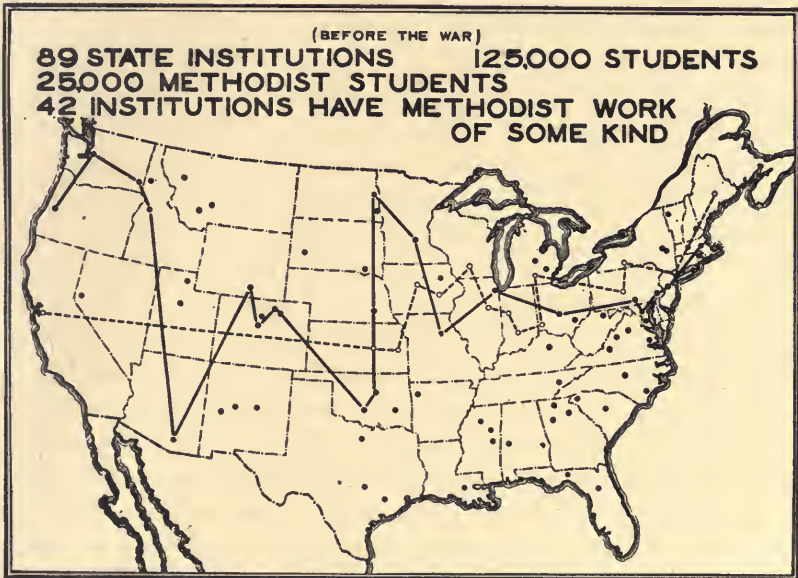 (BEFORE THE WAR)
89 STATE INSTITUTIONS 125,000 STUDENTS
25,000 METHODIST STUDENTS
42 INSTITUTIONS HAVE METHODIST WORK
OF SOME KIND